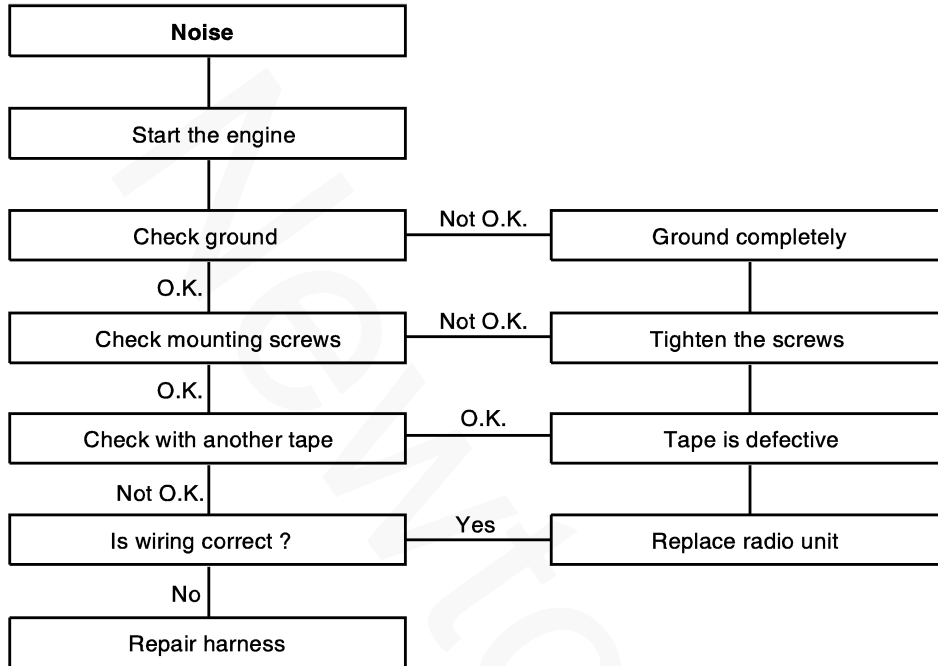 Noise
Start the engine
Check ground
Not O.K.
Ground completely
O.K.
Check mounting screws
Not O.K.
Tighten the screws
O.K.
Check with another tape
O.K.
Tape is defective
Not O.K.
Is wiring correct ?
Yes
Replace radio unit
No
Repair harness